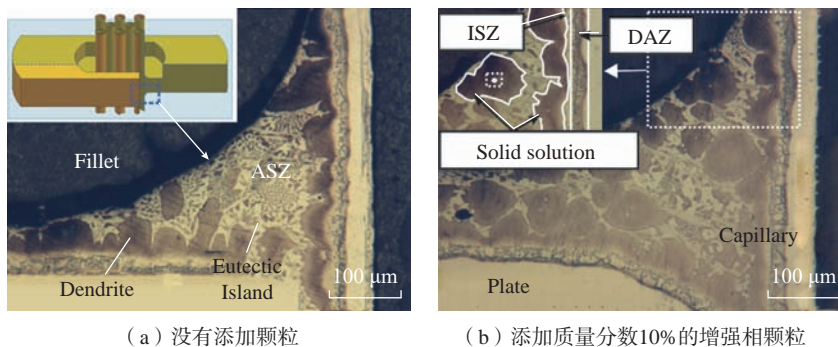 Fillet
ASZ
Dendrite
Eutectic
Island
100 μm
ISZ
DAZ
Solid solution
Capillary
Plate
100 μm
（a）没有添加颗粒
（b）添加质量分数10%的增强相颗粒